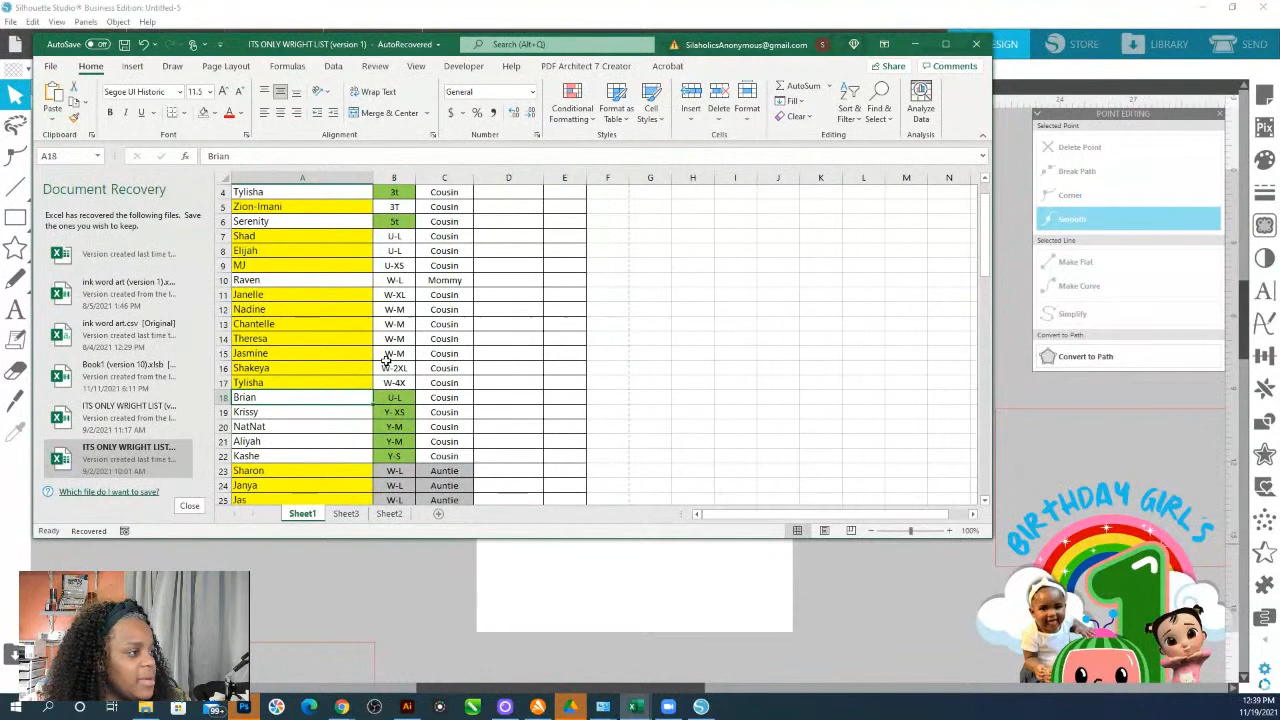 Silhouette Studio® Business Edition: Untitled-5
File Edit View Panels Object
DESIGN STORE LIBRARY SEND
AutoSave Off ITS ONLY WRIGHT LIST (version 1) - AutoRecovered Search (Alt+Q) SilaholicsAnonymous@gmail.com S
File Home Insert Draw Page Layout Formulas Data Review View Developer Help PDF Architect 7 Creator Acrobat Share Comments
Paste Segoe UI Historic 11.5 Wrap Text General Conditional Formatting Format as Table Cell Styles Insert Delete Format AutoSum Fill Clear Sort & Filter Find & Select Analyze Data
B I U Merge & Center $ %
Clipboard Font Alignment Number Styles Cells Editing Analysis
A18 fx Brian
Document Recovery
Excel has recovered the following files. Save
the ones you wish to keep.
Version created last time t...
ink word art (version 1).x...
Version created from the l...
8/5/2021 1:46 PM
ink word art.csv [Original]
Version created last time t...
8/4/2021 12:29 PM
Book1 (version 10).xlsb [...
Version created from the l...
11/11/2021 6:11 PM
ITS ONLY WRIGHT LIST (v...
Version created from the l...
9/2/2021 11:17 AM
ITS ONLY WRIGHT LIST...
Version created from the l...
9/2/2021 10:01 AM
Which file do I want to save?
Close
A B C D E F G H I J K L M N
4 Tylisha 3t Cousin
5 Zion-Imani 3T Cousin
6 Serenity 5t Cousin
7 Shad U-L Cousin
8 Elijah U-L Cousin
9 MJ U-XS Cousin
10 Raven W-L Mommy
11 Janelle W-XL Cousin
12 Nadine W-M Cousin
13 Chantelle W-M Cousin
14 Theresa W-M Cousin
15 Jasmine W-M Cousin
16 Shakeya W-2XL Cousin
17 Tylisha W-4X Cousin
18 Brian U-L Cousin
19 Krissy Y- XS Cousin
20 NatNat Y-M Cousin
21 Aliyah Y-M Cousin
22 Kashe Y-S Cousin
23 Sharon W-L Auntie
24 Janya W-L Auntie
25 Jas W-L Auntie
Sheet1 Sheet3 Sheet2
Ready Recovered 100%
24 27
POINT EDITING
Selected Point
Delete Point
Break Path
Corner
Smooth
Selected Line
Make Flat
Make Curve
Simplify
Convert to Path
Convert to Path
Pix
BIRTHDAY GIRL'S
1
99+
12:39 PM
11/19/2021